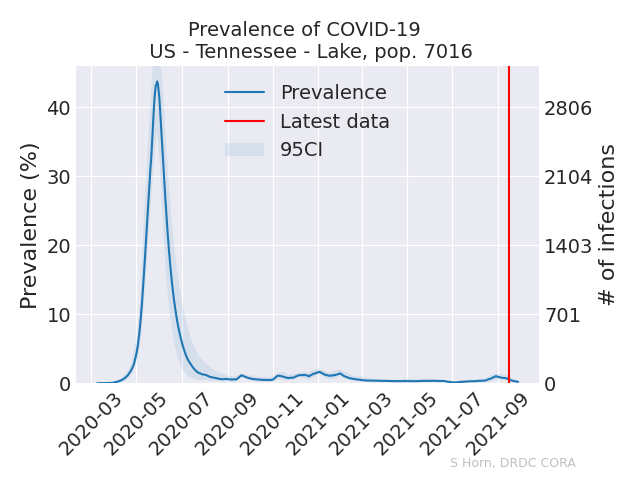 Prevalence of COVID-19
US - Tennessee - Lake, pop. 7016
Prevalence
Latest data
95CI
Prevalence (%)
40
30
20
10
0
2806
2104
1403
701
0
# of infections
2020-03
2020-05
2020-07
2020-09
2020-11
2021-01
2021-03
2021-05
2021-07
2021-09
S Horn, DRDC CORA